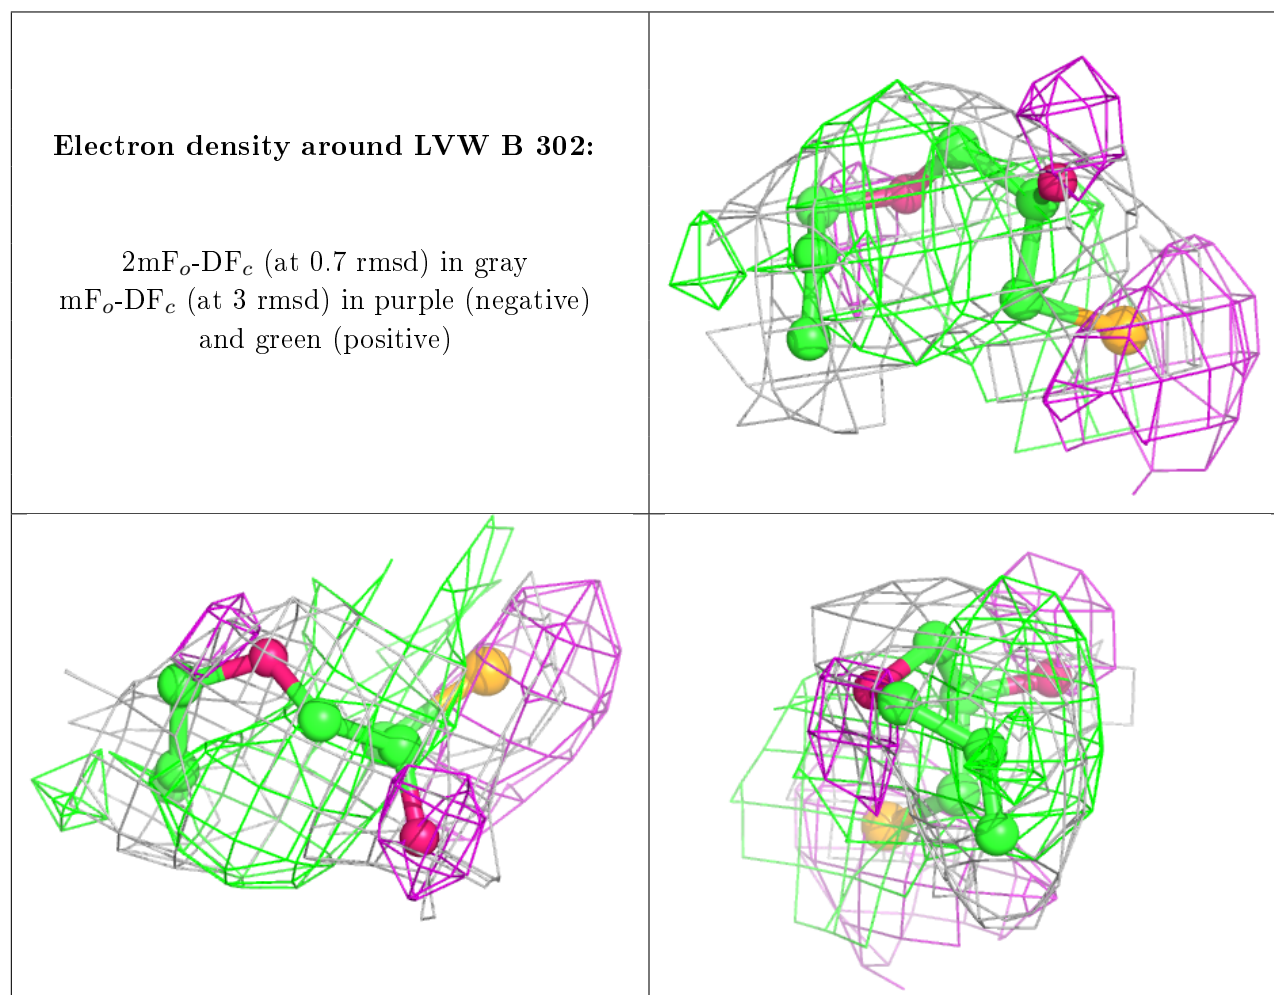 Electron density around LVW B 302:
2mFₒ-DF𝒸 (at 0.7 rmsd) in gray
mFₒ-DF𝒸 (at 3 rmsd) in purple (negative)
and green (positive)